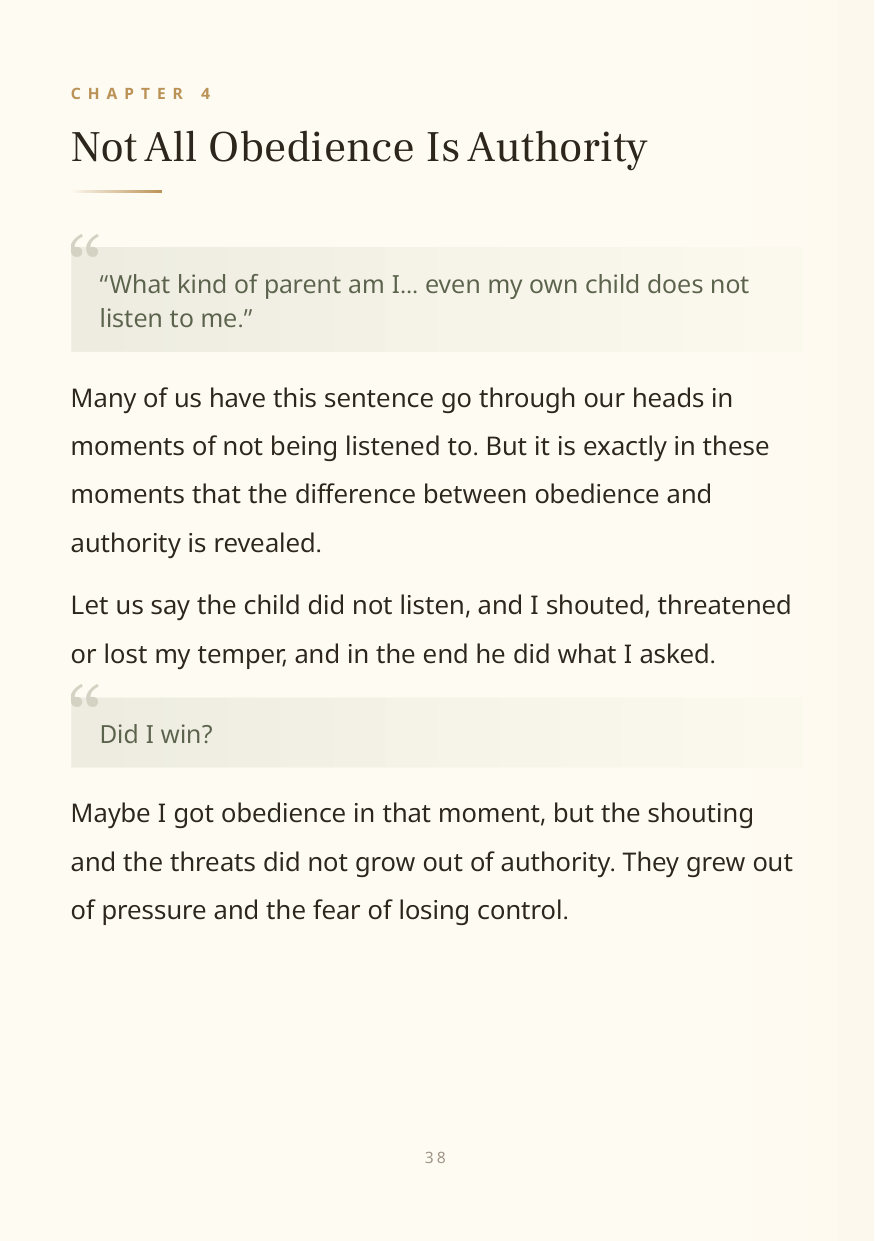 CHAPTER 4
Not All Obedience Is Authority
“
“What kind of parent am I... even my own child does not
listen to me.”
Many of us have this sentence go through our heads in
moments of not being listened to. But it is exactly in these
moments that the difference between obedience and
authority is revealed.
Let us say the child did not listen, and I shouted, threatened
or lost my temper, and in the end he did what I asked.
“
Did I win?
Maybe I got obedience in that moment, but the shouting
and the threats did not grow out of authority. They grew out
of pressure and the fear of losing control.
38